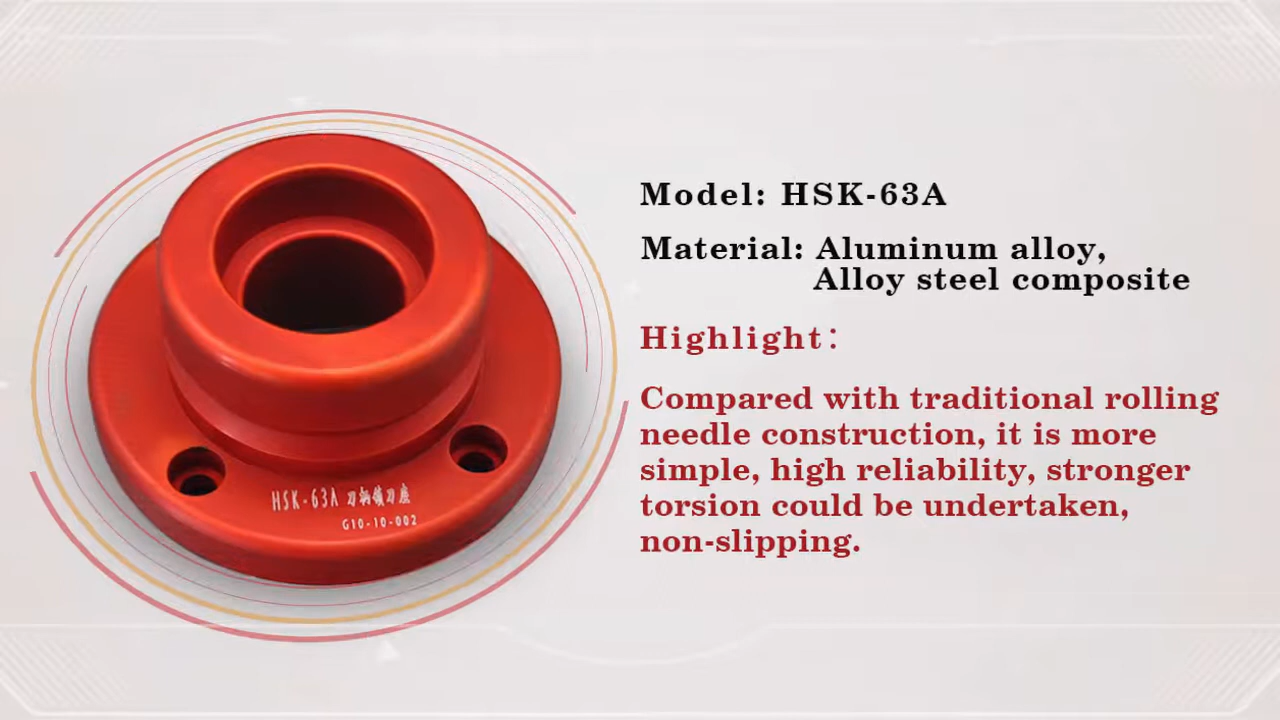 Model: HSK-63A
Material: Aluminum alloy,
Alloy steel composite
Highlight:
Compared with traditional rolling
needle construction, it is more
simple, high reliability, stronger
torsion could be undertaken,
non-slipping.
HSK-63A 刀柄锁刀座
G10-10-002